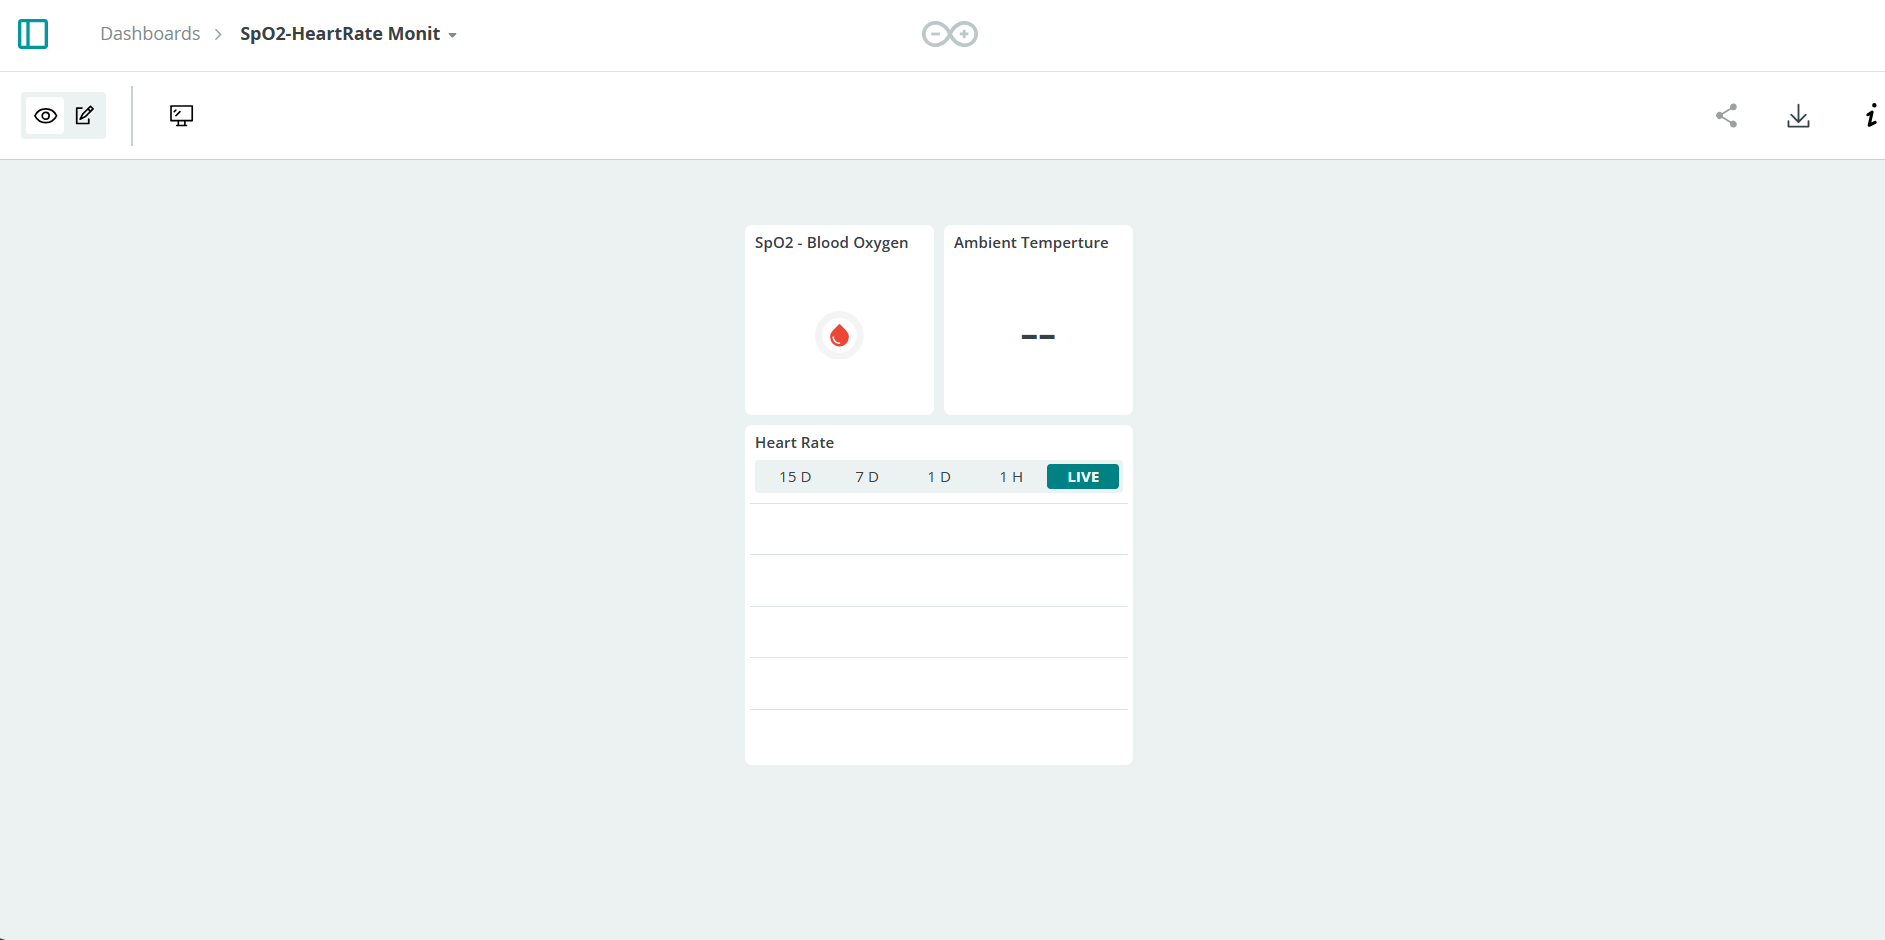 Dashboards > SpO2-HeartRate Monit
SpO2 - Blood Oxygen
Ambient Temperture
--
Heart Rate
15 D 7 D 1 D 1 H LIVE